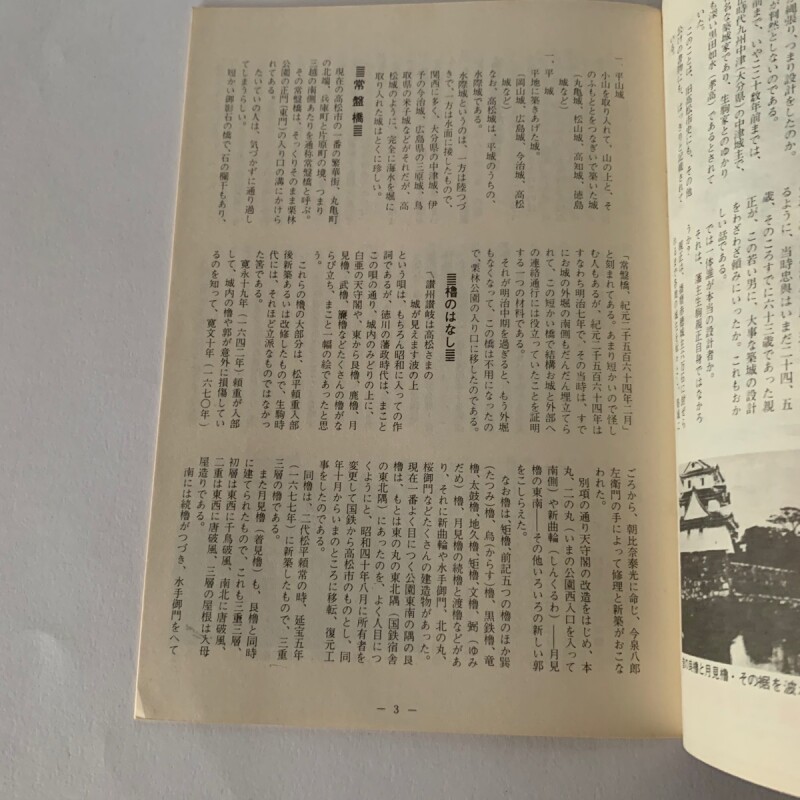 一、平山城
小山を取り入れて、山の上と、そ
のふもととをつないで築いた城
(丸亀城、松山城、高知城、徳島
城など)
一、平 城
平地に築きあげた城。
(岡山城、広島城、今治城、高松
城など)
なお、高松城は、平城のうちの、
水際城である。
水際城というのは、一方は陸つづ
きで、一方は水面に接したもので、
関西に多く、大分県の中津城、伊
予の今治城、広島県の三原城、鳥
取県の米子城などがそれだが、高
松城のように、完全に海水を堀に
取り入れた城はとくに珍しい。
常盤橋
現在の高松市の一番の繁華街、丸亀町
の北端、兵庫町と片原町の境、つまり
三越の南側あたりを通称常盤橋と呼ぶ。
その常盤橋は、そっくりそのまま栗林
公園の正門(東門)の入り口の溝にかけら
れてある。
たいていの人は、気づかずに通り過し
てしまうらしい。
短かい御影石の橋で、石の欄干もあり、
「常盤橋、紀元二千五百六十四年二月」
と刻まれてある。あまり短かいので怪し
む人もあるが、紀元二千五百六十四年は
すなわち明治七年で、その当時は、すで
にお城の外堀の南側もだんだん埋立てら
れて、この短かい橋で結構お城と外部へ
の連絡通行には役立っていたことを証明
する一つの材料である。
それが明治中期を過ぎると、もう外堀
もなくなって、この橋は不用になったの
で、栗林公園の入り口に移したのである。
櫓のはなし
〽讃州讃岐は高松さまの
城が見えます波の上
という唄は、もちろん昭和に入っての作
詞であるが、徳川の藩政時代は、まこと
この唄の通り、城内のみどりの上に、
白亜の天守閣や、東から艮櫓、鹿櫓、月
見櫓、武櫓、簾櫓などたくさんの櫓がな
らび立ち、まこと一幅の絵であったと思
う。
これらの櫓の大部分は、松平頼重入部
後新築あるいは改修したもので、生駒時
代には、それほど立派なものではなかっ
た筈である。
寛永十九年(一六四二年)頼重が入部
して、城内の櫓や郭が意外に損傷してい
るのを知って、寛文十年(一六七〇年)
ごろから、朝比奈泰光に命じ、今泉八郎
左衛門の手によって修理と新築がおこな
われた。
別項の通り天守閣の改造をはじめ、本
丸、二の丸(いまの公園西入口を入って
南側)や新曲輪(しんくるわ)——月見
櫓の東南——その他いろいろの新しい郭
をこしらえた。
なお櫓は、前記五つの櫓のほか巽
(たつみ)櫓、烏(からす)櫓、黒鉄櫓、竜
櫓、太鼓櫓、地久櫓、矩櫓、文櫓、弼(ゆみ
だめ)櫓、月見櫓の続櫓と渡櫓などがあ
り、それに新曲輪や水手御門、北の丸、
桜御門などたくさんの建造物があった。
現在一番よく目につく公園東南の隅の艮
櫓は、もとは東の丸の東北隅(国鉄宿舎
の東北隅)にあったのを、よく人目につ
くようにと、昭和四十年八月に所有者を
変更して国鉄から高松市のものとし、同
年十月からいまのところに移転、復元工
事をしたのである。
同櫓は、二代松平頼常の時、延宝五年
(一六七七年)に新築したもので、三重
三層の櫓である。
また月見櫓(着見櫓)も、艮櫓と同時
に建てられたもので、これも三重三層、
初層は東西に千鳥破風、南北に唐破風、
二重は東西に唐破風、三層の屋根は入母
屋造りである。
南には続櫓がつづき、水手御門をへて
— 3 —